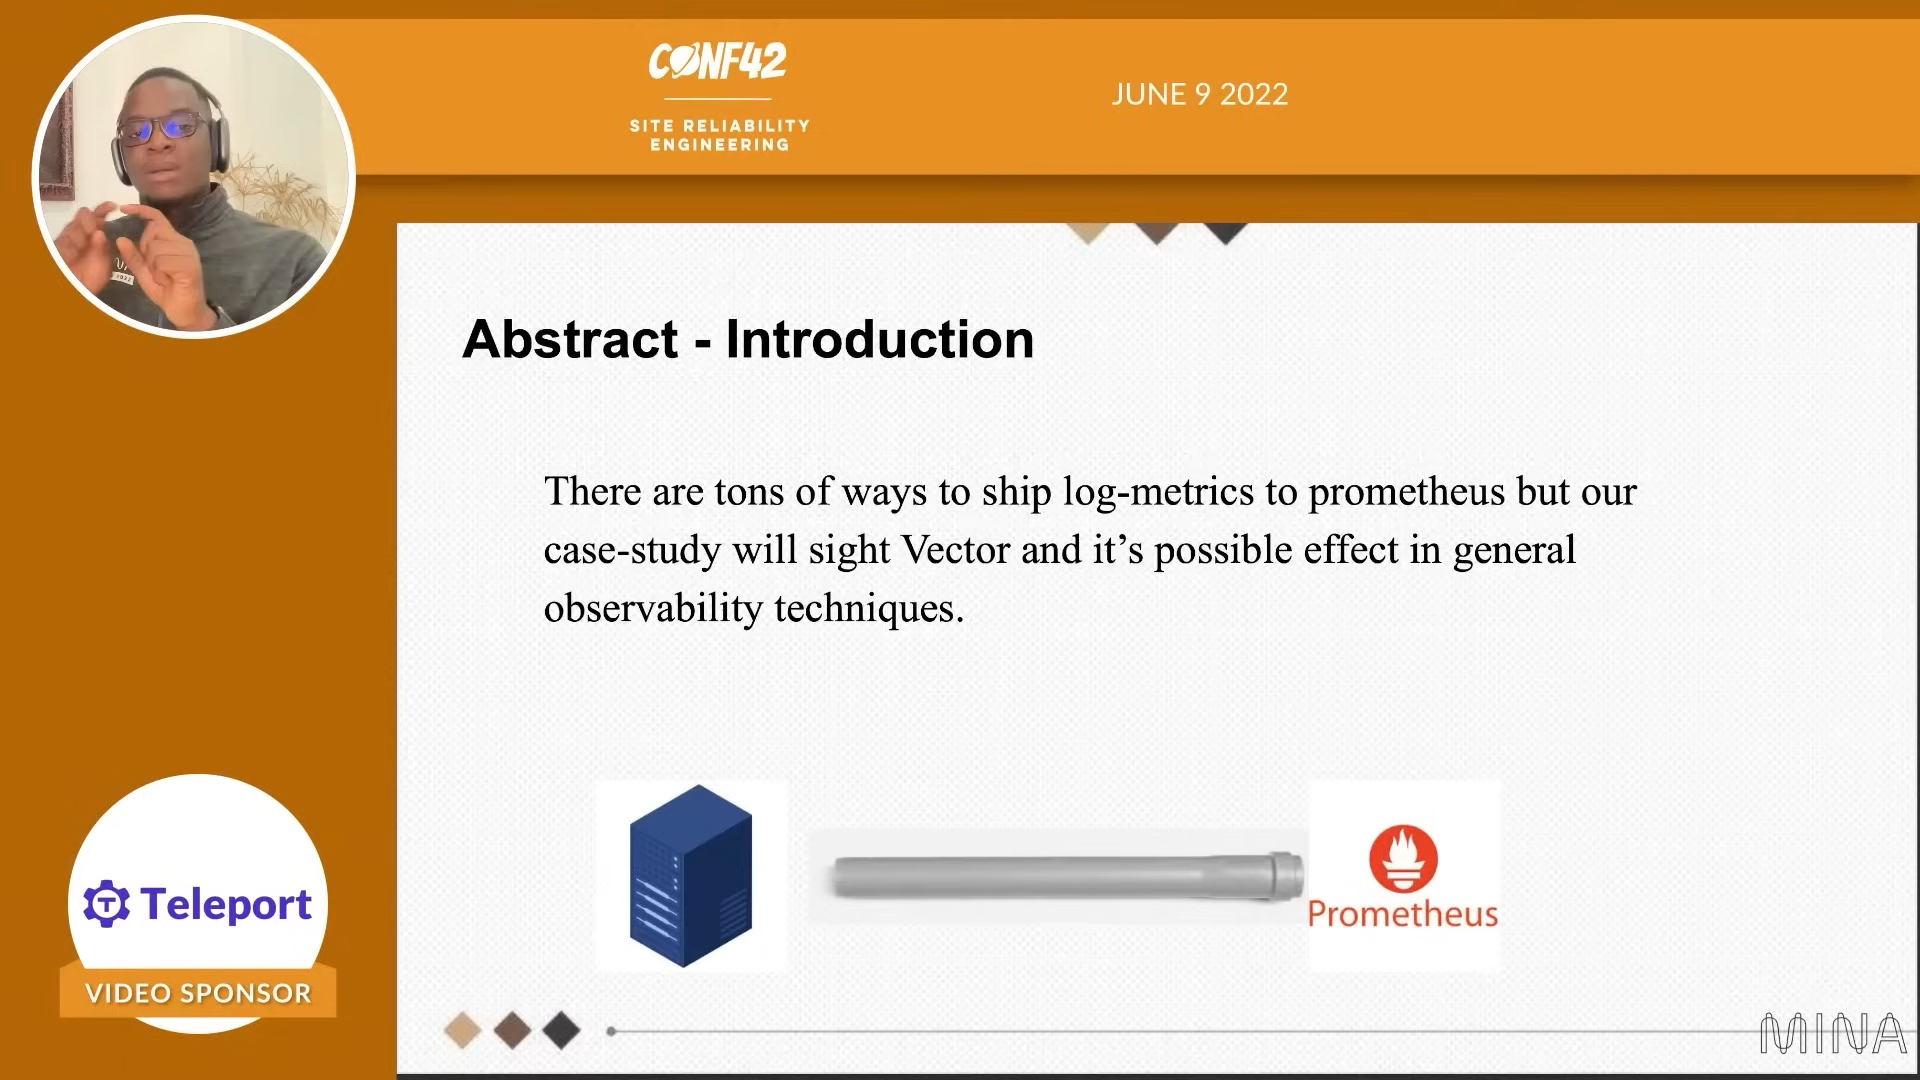 CONF42
SITE RELIABILITY
ENGINEERING
JUNE 9 2022
Abstract - Introduction
There are tons of ways to ship log-metrics to prometheus but our
case-study will sight Vector and it’s possible effect in general
observability techniques.
Prometheus
Teleport
VIDEO SPONSOR
MINA